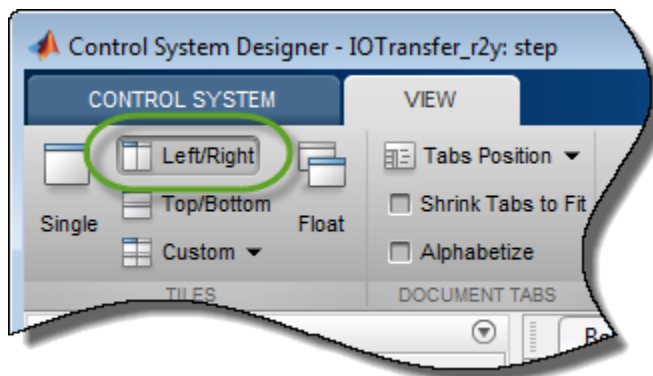 Control System Designer - IOTransfer_r2y: step
CONTROL SYSTEM VIEW
Left/Right Tabs Position
Single Top/Bottom Float Shrink Tabs to Fit
Custom Alphabetize
TILES DOCUMENT TABS